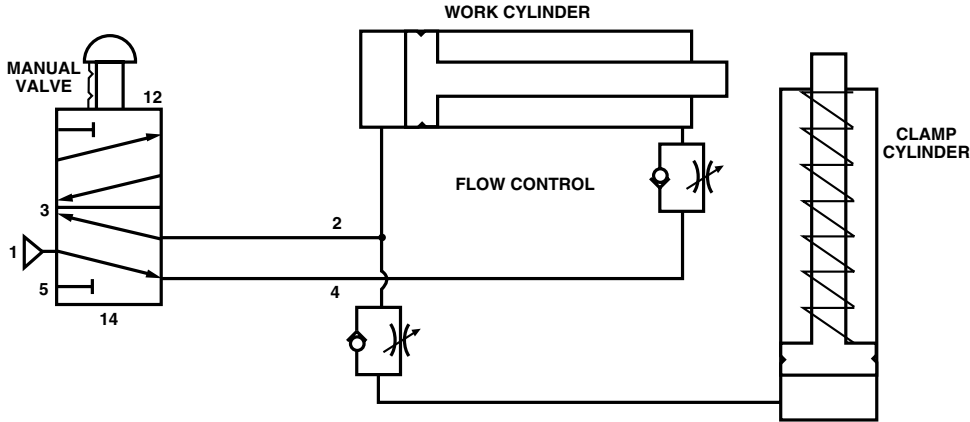 WORK CYLINDER
MANUAL
VALVE
12
CLAMP
CYLINDER
FLOW CONTROL
3
2
1
5
4
14